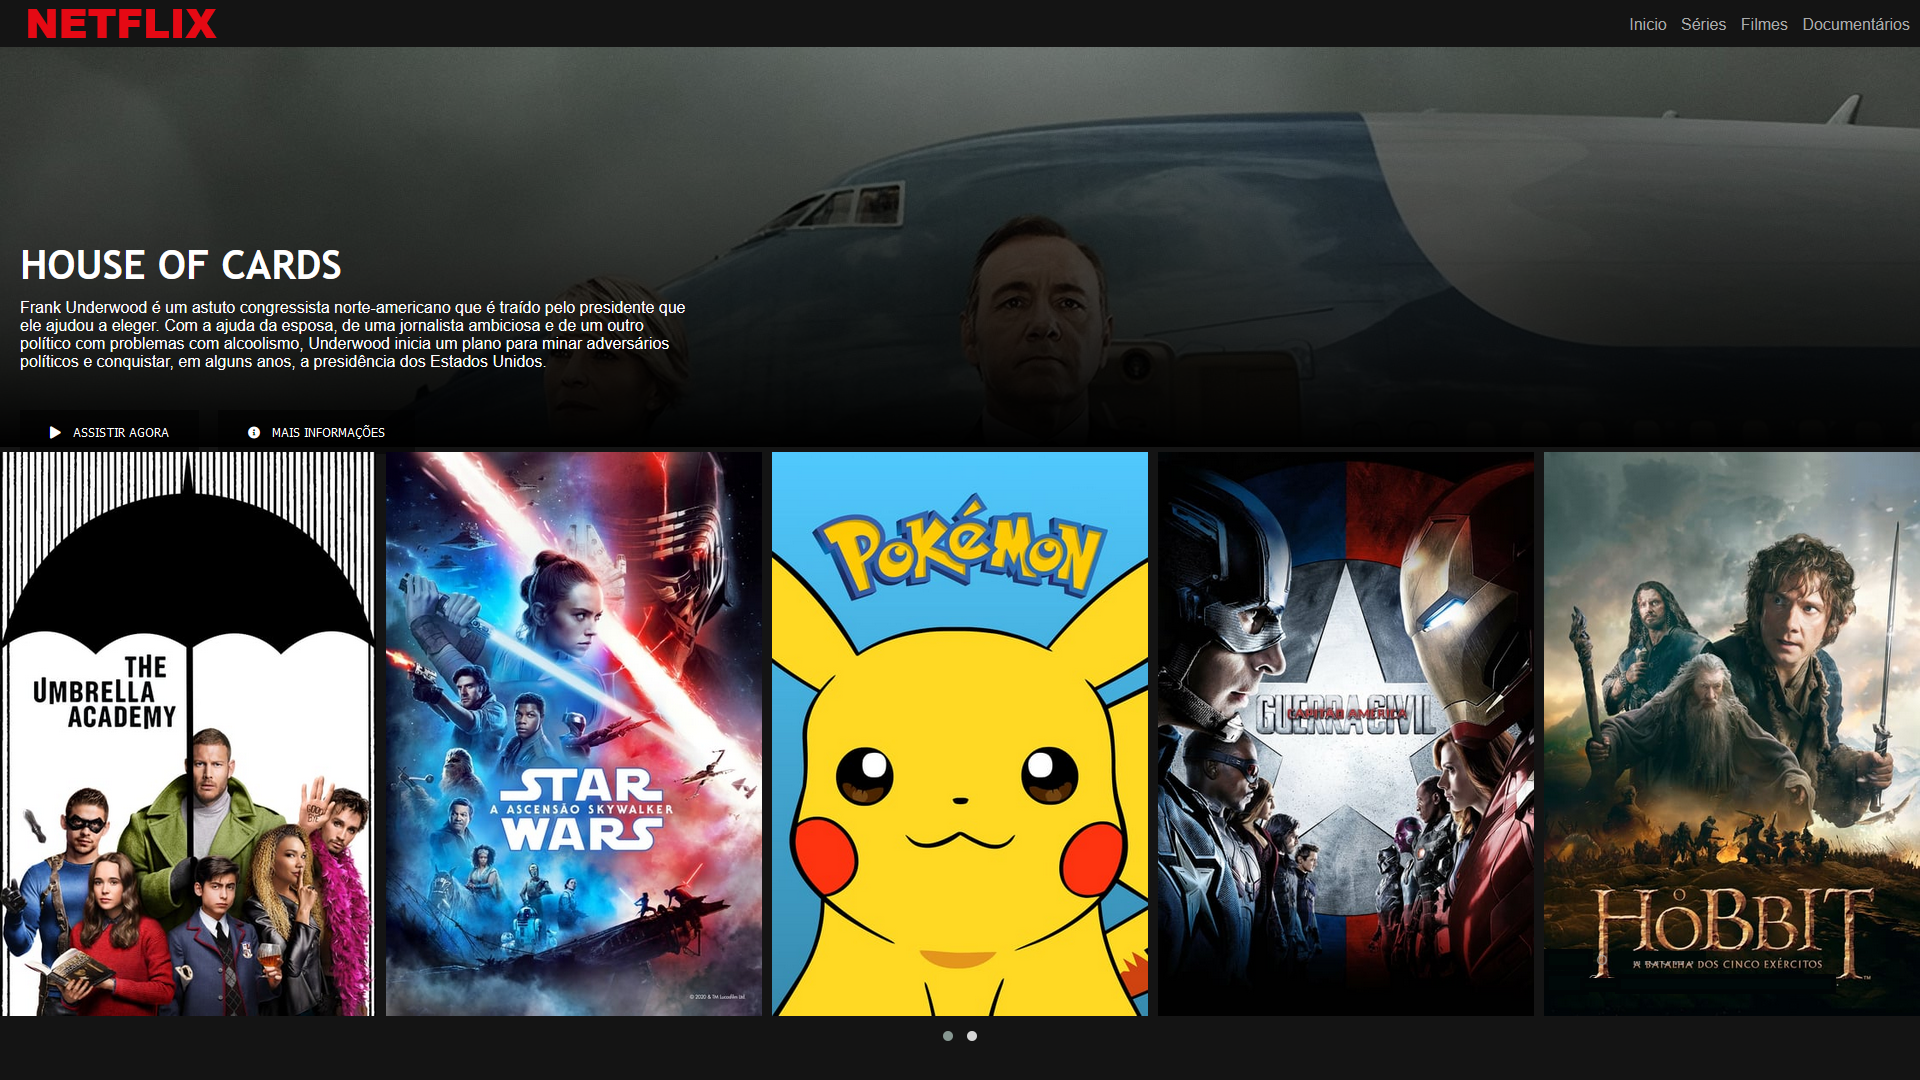 NETFLIX
Inicio Séries Filmes Documentários
HOUSE OF CARDS
Frank Underwood é um astuto congressista norte-americano que é traído pelo presidente que
ele ajudou a eleger. Com a ajuda da esposa, de uma jornalista ambiciosa e de um outro
político com problemas com alcoolismo, Underwood inicia um plano para minar adversários
políticos e conquistar, em alguns anos, a presidência dos Estados Unidos.
ASSISTIR AGORA MAIS INFORMAÇÕES
THE
UMBRELLA
ACADEMY
GOOD
BYE
STAR
A ASCENSÃO SKYWALKER
WARS
© 2020 & TM Lucasfilm Ltd.
POKéMON
GUERRA CIVIL
CAPITÃO AMÉRICA
O
HOBBIT
A BATALHA DOS CINCO EXÉRCITOS